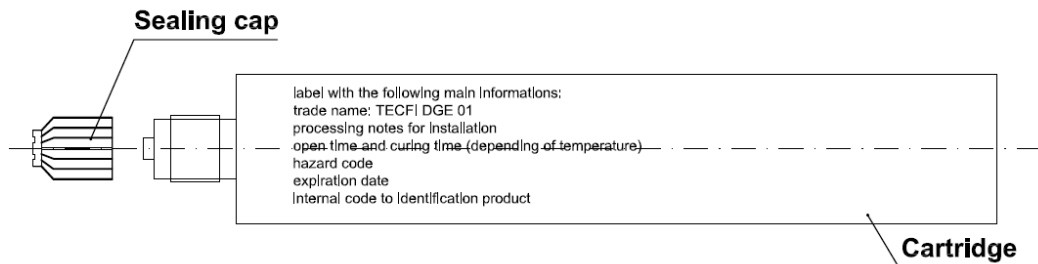 Sealing cap
label with the following main informations:
trade name: TECFI DGE 01
processing notes for installation
open time and curing time (depending of temperature)
hazard code
expiration date
internal code to identification product
Cartridge